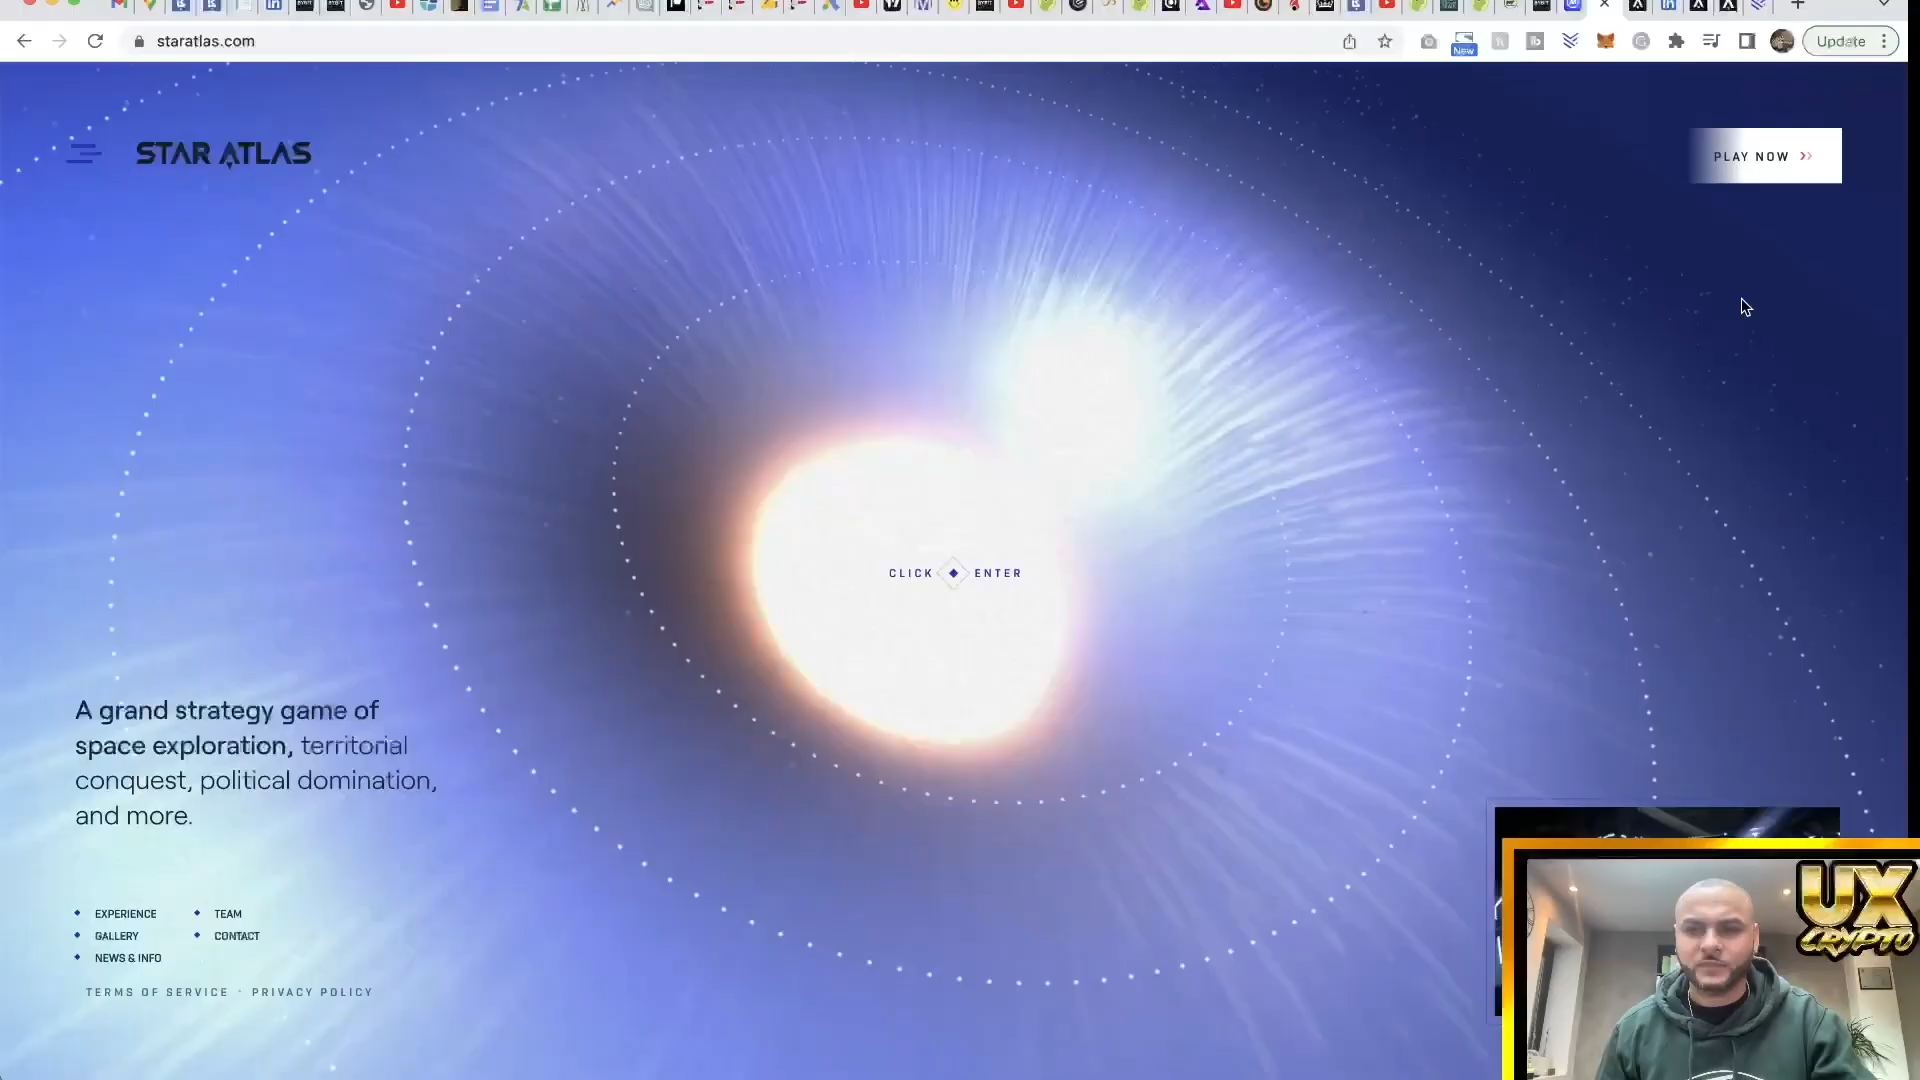 staratlas.com
New
Update
STAR ATLAS
PLAY NOW
CLICK ENTER
A grand strategy game of
space exploration, territorial
conquest, political domination,
and more.
EXPERIENCE
TEAM
GALLERY
CONTACT
NEWS & INFO
TERMS OF SERVICE · PRIVACY POLICY
UX
CRYPTO